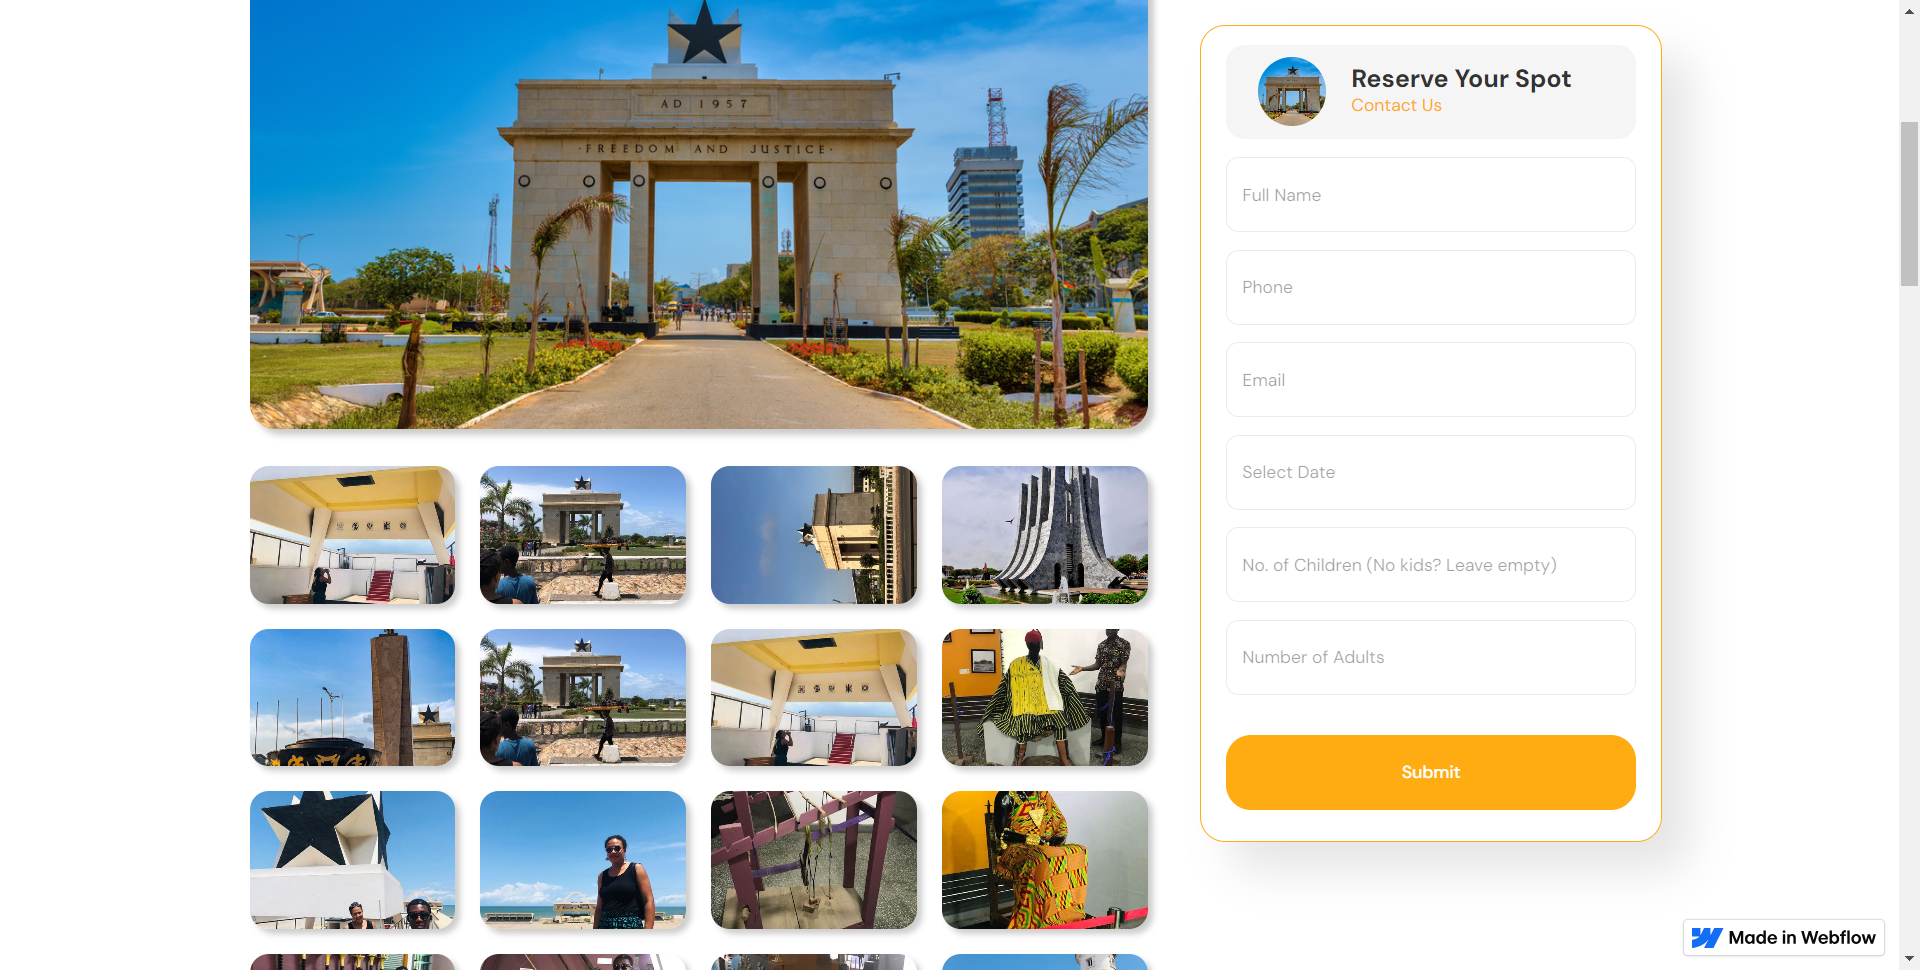 AD 1957
·FREEDOM AND JUSTICE·
Reserve Your Spot
Contact Us
Full Name
Phone
Email
Select Date
No. of Children (No kids? Leave empty)
Number of Adults
Submit
Made in Webflow